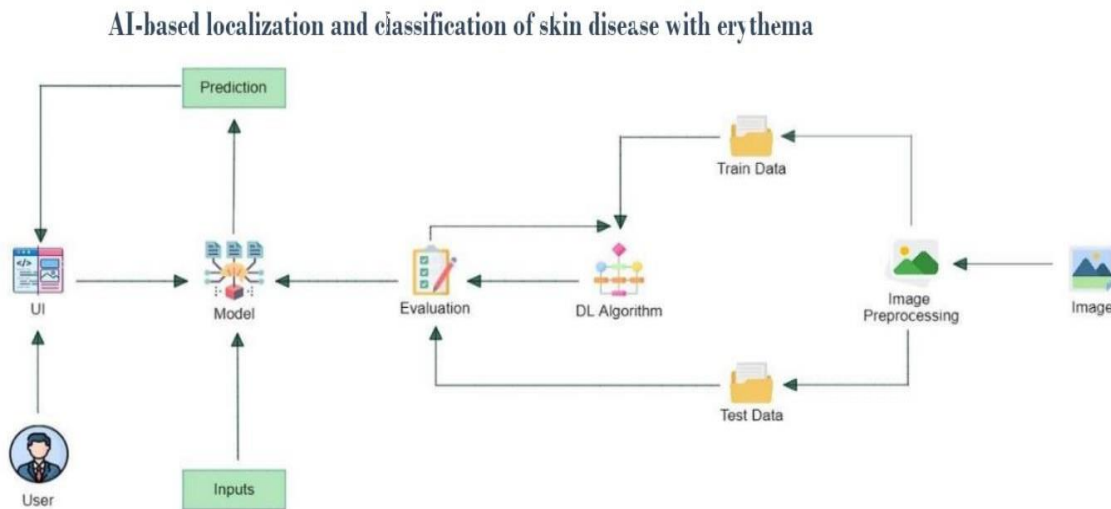 AI-based localization and classification of skin disease with erythema
Prediction
Train Data
UI
Model
Evaluation
DL Algorithm
Image
Preprocessing
Image
Test Data
User
Inputs